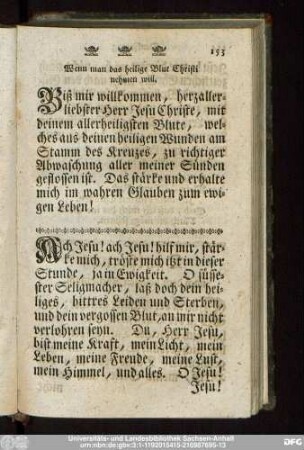 153
Wenn man das heilige Blut Christi
nehmen will.
Biß mir willkommen, herzaller-
liebster Herr Jesu Christe, mit
deinem allerheiligsten Blute, wel-
ches aus deinen heiligen Wunden am
Stamm des Kreuzes, zu richtiger
Abwaschung aller meiner Sünden
geflossen ist. Das stärke und erhalte
mich im wahren Glauben zum ewi-
gen Leben!
Ach Jesu! ach Jesu! hilf mir, stär-
ke mich, tröste mich itzt in dieser
Stunde, ja in Ewigkeit. O süsse-
ster Seligmacher, laß doch dein hei-
liges, bittres Leiden und Sterben,
und dein vergossen Blut, an mir nicht
verlohren seyn. Du, Herr Jesu,
bist meine Kraft, mein Licht, mein
Leben, meine Freude, meine Lust,
mein Himmel, und alles. O Jesu!
Jesu!
Universitäts- und Landesbibliothek Sachsen-Anhalt
urn:nbn:de:gbv:3:1-1192015415-216987695-13
DFG